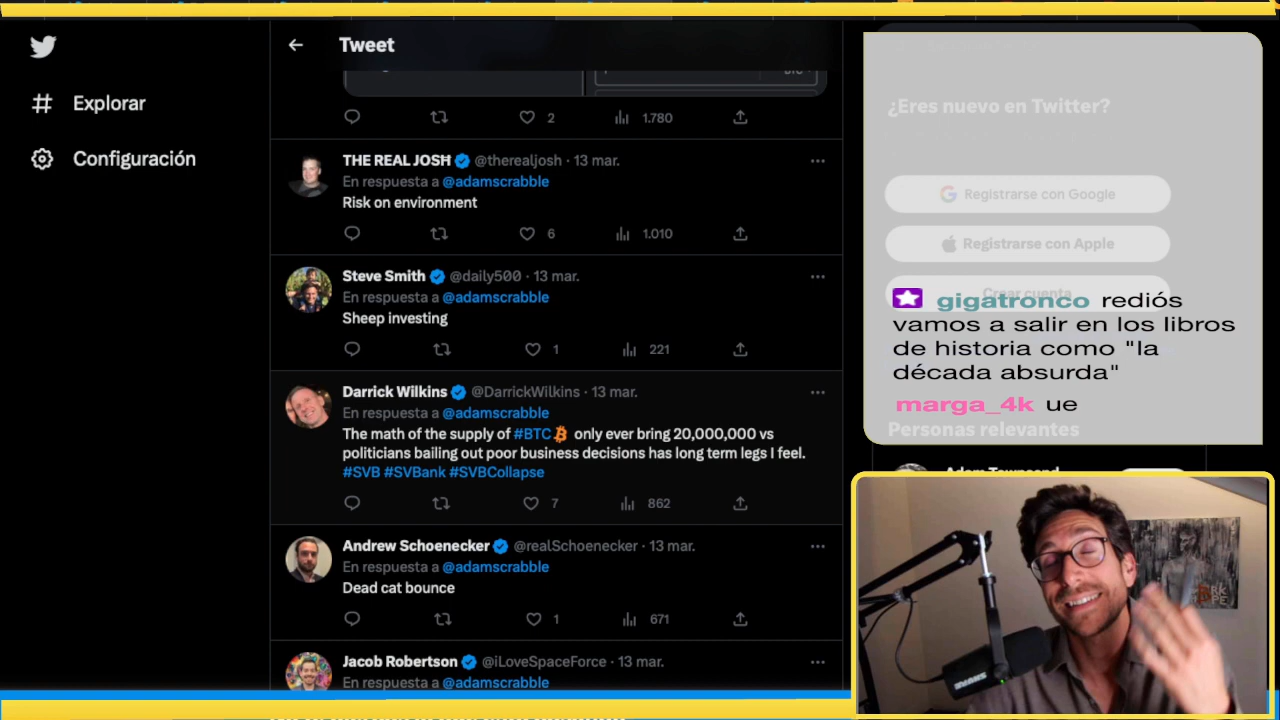 Tweet
Explorar
Configuración
2
1.780
THE REAL JOSH @therealjosh · 13 mar.
En respuesta a @adamscrabble
Risk on environment
6
1.010
Steve Smith @daily500 · 13 mar.
En respuesta a @adamscrabble
Sheep investing
1
221
Darrick Wilkins @DarrickWilkins · 13 mar.
En respuesta a @adamscrabble
The math of the supply of #BTC only ever bring 20,000,000 vs
politicians bailing out poor business decisions has long term legs I feel.
#SVB #SVBank #SVBCollapse
7
862
Andrew Schoenecker @realSchoenecker · 13 mar.
En respuesta a @adamscrabble
Dead cat bounce
1
671
Jacob Robertson @iLoveSpaceForce · 13 mar.
En respuesta a @adamscrabble
¿Eres nuevo en Twitter?
Registrarse con Google
Registrarse con Apple
Crear cuenta
gigatronco rediós
vamos a salir en los libros
de historia como "la
década absurda"
marga_4k ue
Personas relevantes
Adam Townsend